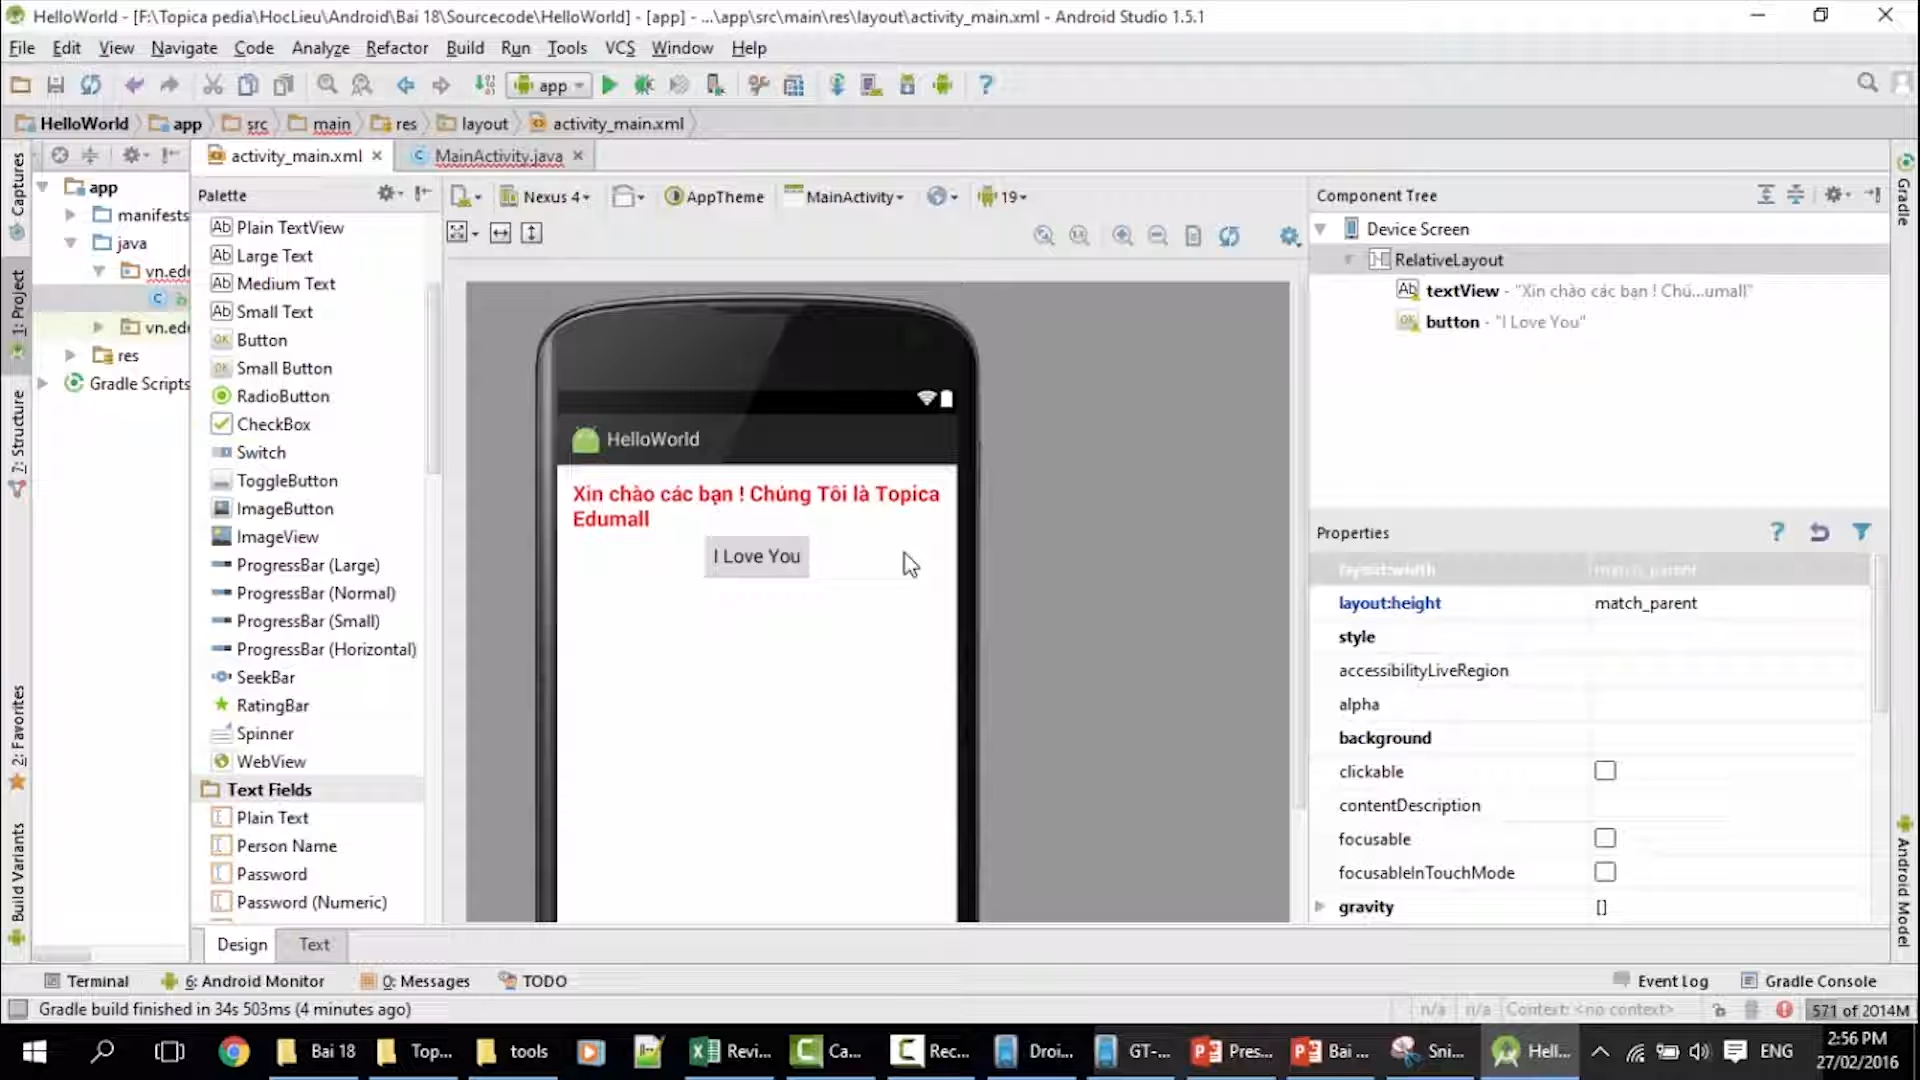 HelloWorld - [F:\Topica pedia\HocLieu\Android\Bai 18\Sourcecode\HelloWorld] - [app] - ...\app\src\main\res\layout\activity_main.xml - Android Studio 1.5.1
File Edit View Navigate Code Analyze Refactor Build Run Tools VCS Window Help
app
HelloWorld app src main res layout activity_main.xml
activity_main.xml MainActivity.java
Captures
1: Project
7: Structure
2: Favorites
Build Variants
app
manifests
java
vn.edu
vn.edu
res
Gradle Scripts
Palette
Plain TextView
Large Text
Medium Text
Small Text
Button
Small Button
RadioButton
CheckBox
Switch
ToggleButton
ImageButton
ImageView
ProgressBar (Large)
ProgressBar (Normal)
ProgressBar (Small)
ProgressBar (Horizontal)
SeekBar
RatingBar
Spinner
WebView
Text Fields
Plain Text
Person Name
Password
Password (Numeric)
Design Text
Nexus 4 AppTheme MainActivity 19
HelloWorld
Xin chào các bạn ! Chúng Tôi là Topica
Edumall
I Love You
Component Tree
Device Screen
RelativeLayout
textView - "Xin chào các bạn ! Chú...umall"
button - "I Love You"
Properties
layout:width match_parent
layout:height match_parent
style
accessibilityLiveRegion
alpha
background
clickable
contentDescription
focusable
focusableInTouchMode
gravity []
Gradle
Android Model
Terminal 6: Android Monitor 0: Messages TODO Event Log Gradle Console
Gradle build finished in 34s 503ms (4 minutes ago) n/a n/a Context: <no context> 571 of 2014M
Bai 18 Top... tools Revi... Ca... Rec... Droi... GT-... Pres... Bai ... Sni... Hell... ENG
2:56 PM
27/02/2016